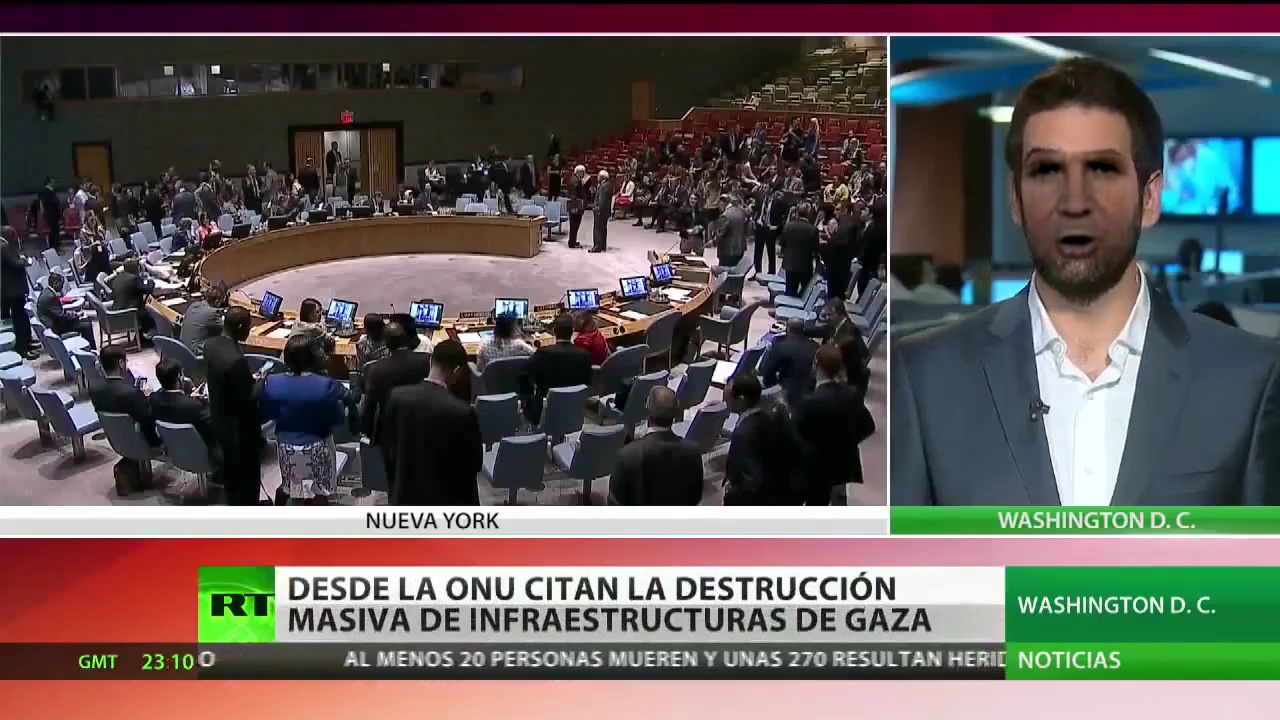 NUEVA YORK
WASHINGTON D. C.
RT
DESDE LA ONU CITAN LA DESTRUCCIÓN
MASIVA DE INFRAESTRUCTURAS DE GAZA
WASHINGTON D. C.
GMT 23:10
O AL MENOS 20 PERSONAS MUEREN Y UNAS 270 RESULTAN HERID
NOTICIAS